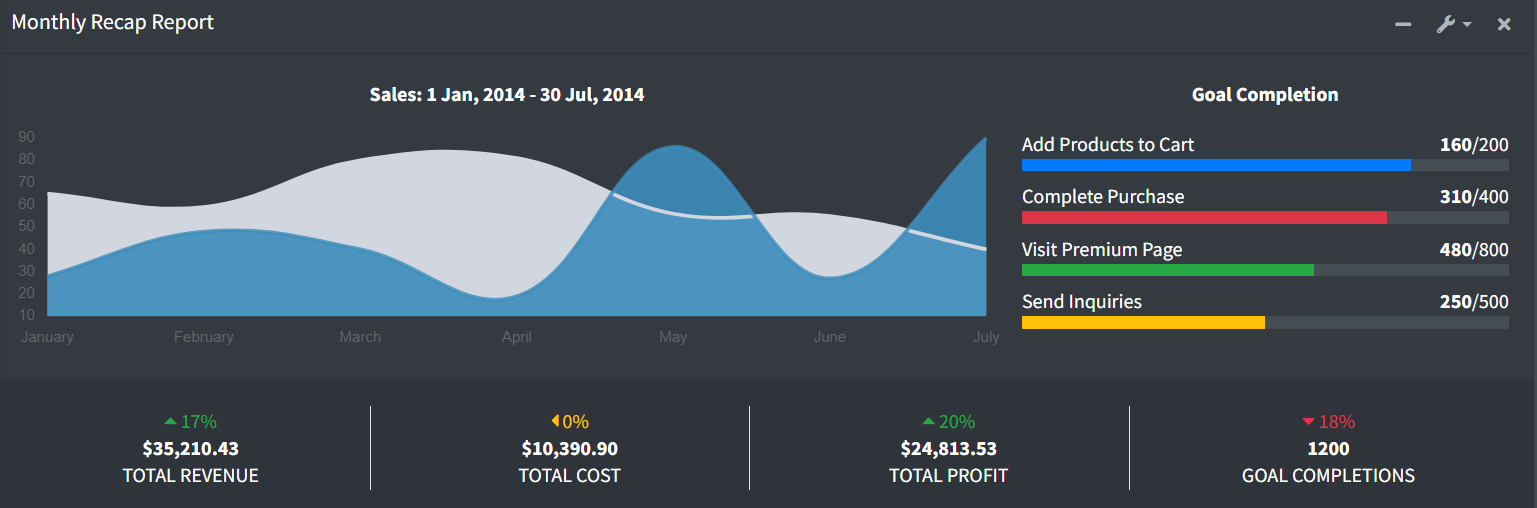 Monthly Recap Report
Sales: 1 Jan, 2014 - 30 Jul, 2014
90
80
70
60
50
40
30
20
10
January February March April May June July
Goal Completion
Add Products to Cart 160/200
Complete Purchase 310/400
Visit Premium Page 480/800
Send Inquiries 250/500
17%
$35,210.43
TOTAL REVENUE
0%
$10,390.90
TOTAL COST
20%
$24,813.53
TOTAL PROFIT
18%
1200
GOAL COMPLETIONS